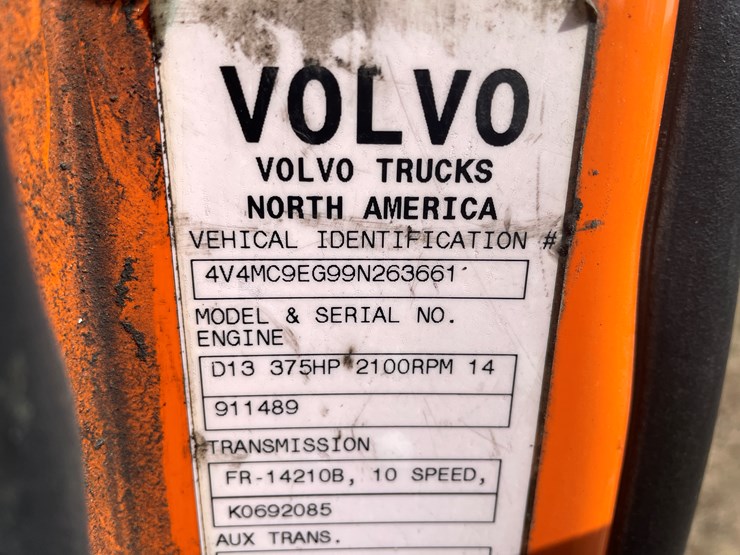 VOLVO
VOLVO TRUCKS
NORTH AMERICA
VEHICAL IDENTIFICATION #
4V4MC9EG99N263661
MODEL & SERIAL NO.
ENGINE
D13 375HP 2100RPM 14
911489
TRANSMISSION
FR-14210B, 10 SPEED,
K0692085
AUX TRANS.